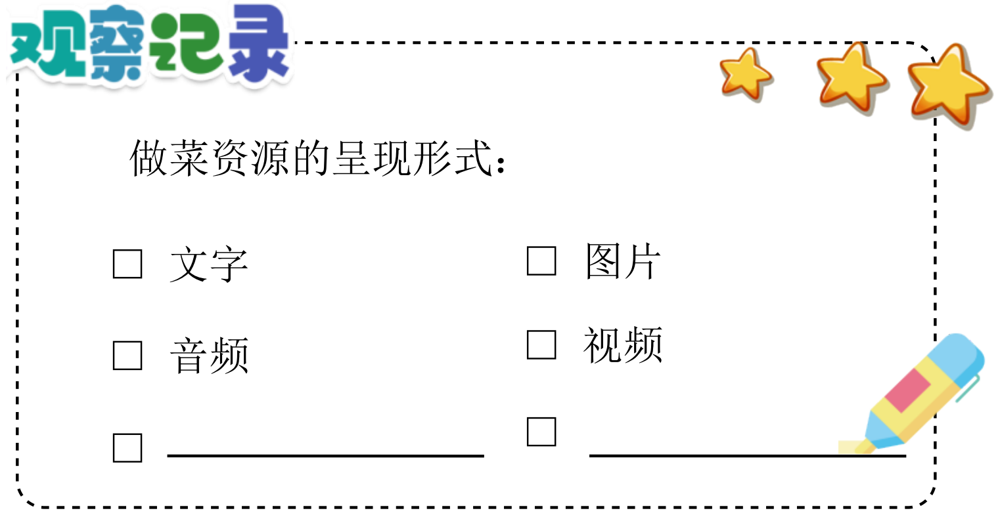 观察记录
做菜资源的呈现形式：
□ 文字 □ 图片
□ 音频 □ 视频
□ □